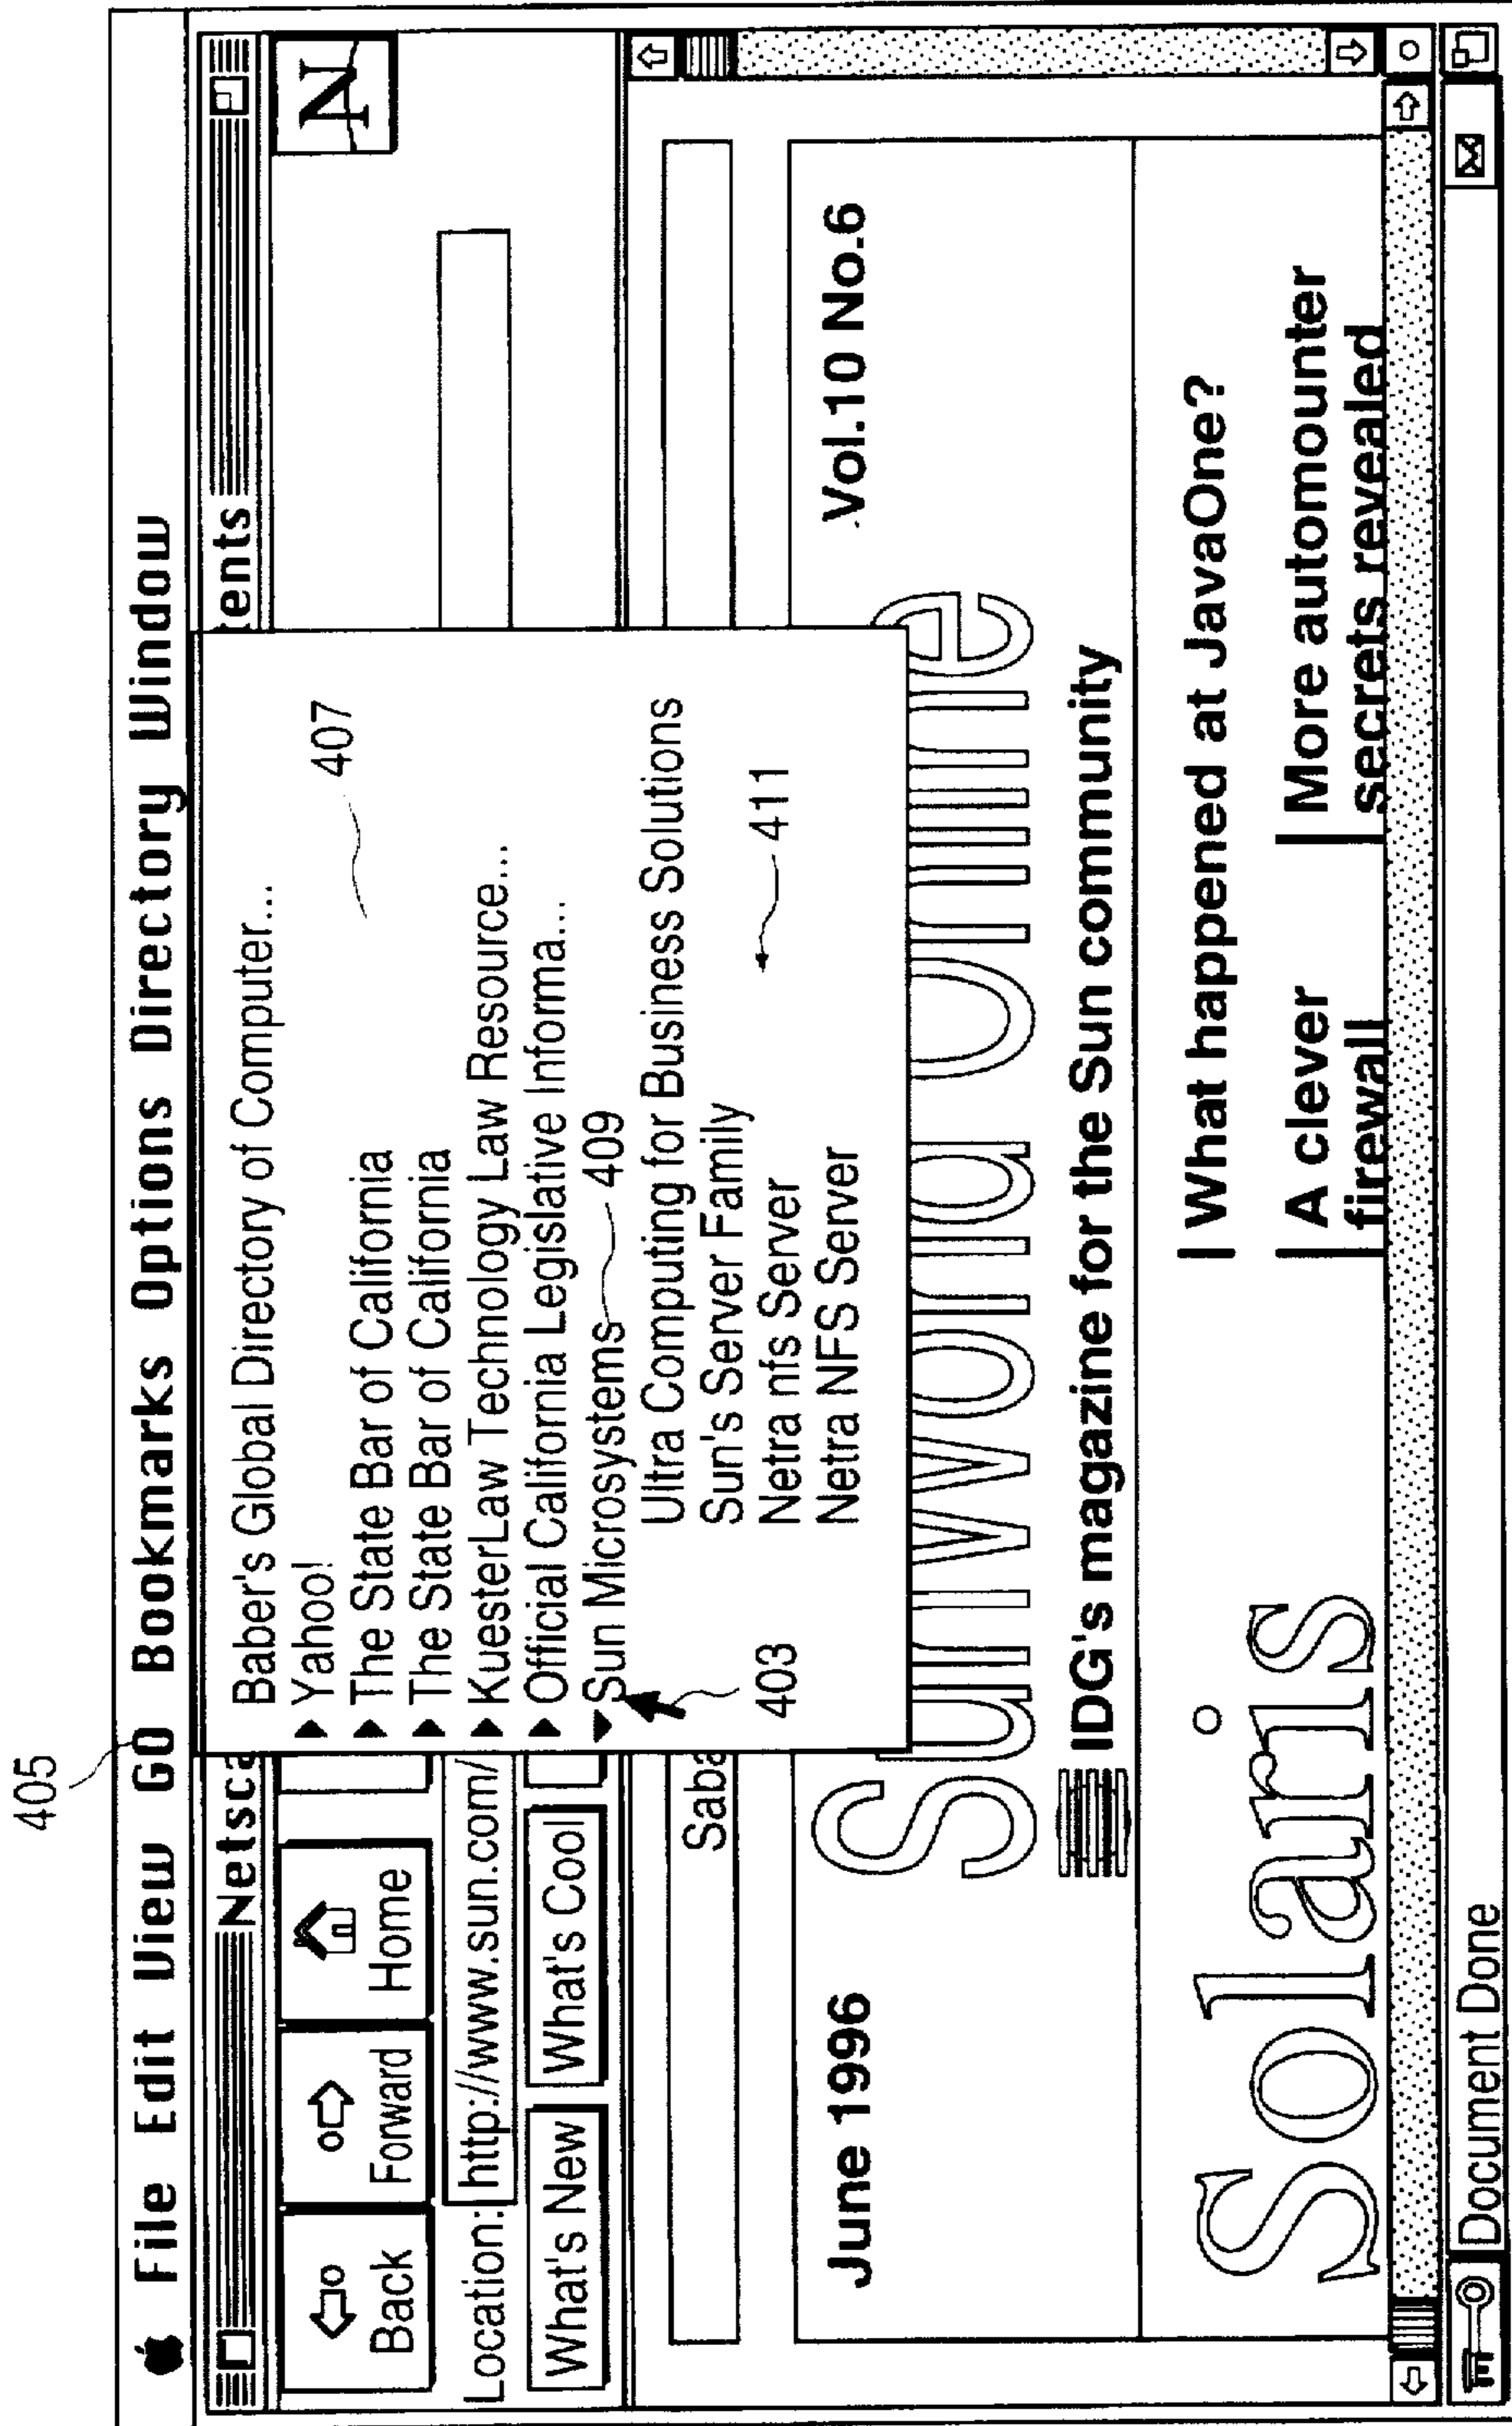 405
File Edit View Go Bookmarks Options Directory Window
Netsca
tents
Back
Forward
Home
N
Location: http://www.sun.com/
What's New
What's Cool
Baber's Global Directory of Computer...
Yahoo!
The State Bar of California
The State Bar of California
KuesterLaw Technology Law Resource...
Official California Legislative Informa...
Sun Microsystems
Ultra Computing for Business Solutions
Sun's Server Family
Netra nfs Server
Netra NFS Server
407
409
411
403
Saba
June 1996
Vol.10 No.6
Sunworld Online
IDG's magazine for the Sun community
Solaris
What happened at JavaOne?
A clever
firewall
More automounter
secrets revealed
Document Done